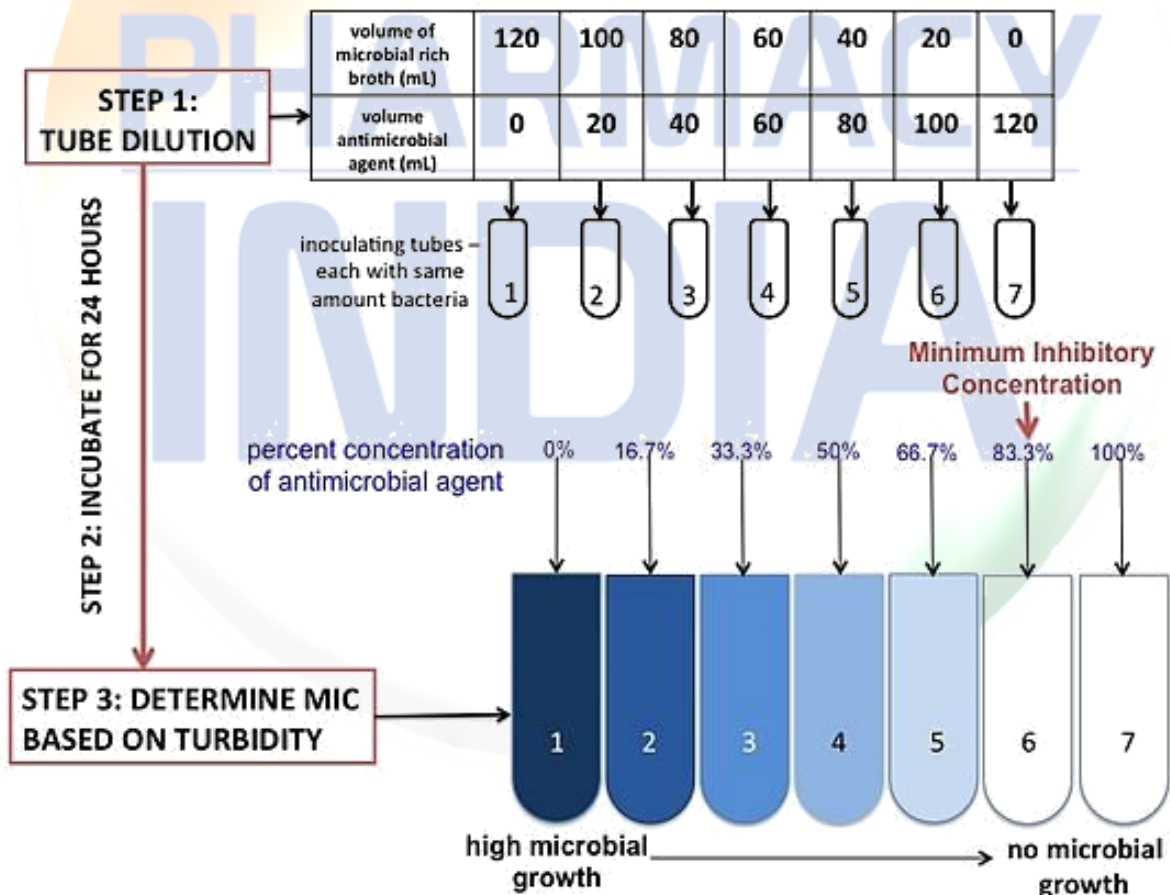 PHARMACY
INDIA
volume of
microbial rich
broth (mL)
120 100 80 60 40 20 0
volume
antimicrobial
agent (mL)
0 20 40 60 80 100 120
STEP 1:
TUBE DILUTION
inoculating tubes –
each with same
amount bacteria
1 2 3 4 5 6 7
STEP 2: INCUBATE FOR 24 HOURS
Minimum Inhibitory
Concentration
percent concentration
of antimicrobial agent
0% 16.7% 33.3% 50% 66.7% 83.3% 100%
STEP 3: DETERMINE MIC
BASED ON TURBIDITY
1 2 3 4 5 6 7
high microbial
growth
no microbial
growth